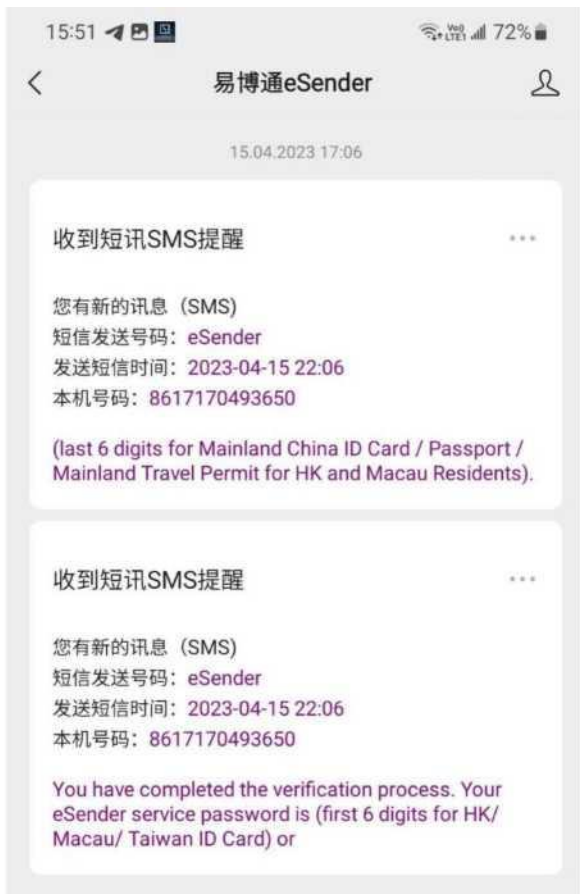 15:51
VoI) LTE1 72%
易博通eSender
15.04.2023 17:06
收到短讯SMS提醒
您有新的讯息（SMS)
短信发送号码：eSender
发送短信时间：2023-04-15 22:06
本机号码：8617170493650
(last 6 digits for Mainland China ID Card / Passport /
Mainland Travel Permit for HK and Macau Residents).
收到短讯SMS提醒
您有新的讯息（SMS)
短信发送号码：eSender
发送短信时间：2023-04-15 22:06
本机号码：8617170493650
You have completed the verification process. Your
eSender service password is (first 6 digits for HK/
Macau/ Taiwan ID Card) or